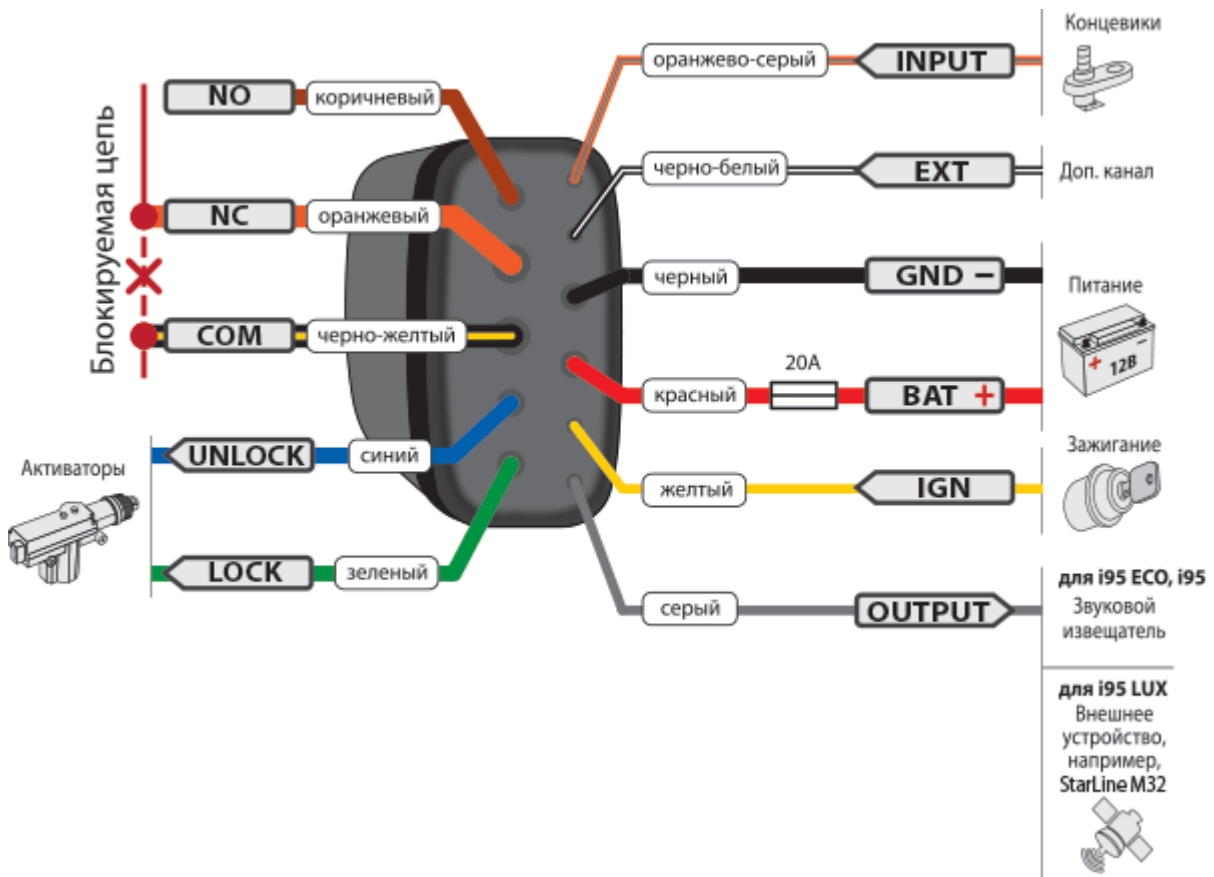 Блокируемая цепь
NO
коричневый
NC
оранжевый
COM
черно-желтый
Активаторы
UNLOCK
синий
LOCK
зеленый
оранжево-серый
INPUT
Концевики
черно-белый
EXT
Доп. канал
черный
GND –
Питание
20А
красный
BAT +
+ –
12В
Зажигание
желтый
IGN
серый
OUTPUT
для i95 ECO, i95
Звуковой
извещатель
для i95 LUX
Внешнее
устройство,
например,
StarLine M32